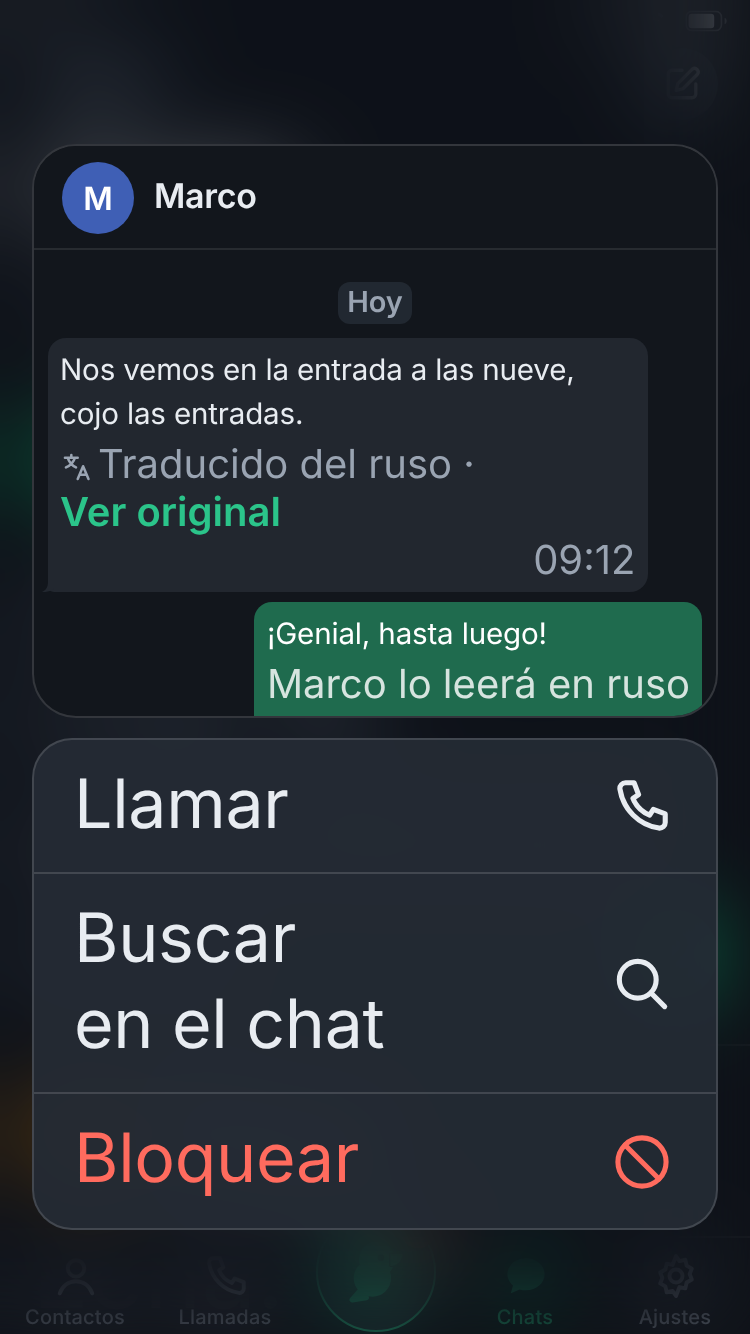 M
Marco
Hoy
Nos vemos en la entrada a las nueve,
cojo las entradas.
Traducido del ruso ·
Ver original
09:12
¡Genial, hasta luego!
Marco lo leerá en ruso
Llamar
Buscar
en el chat
Bloquear
Contactos
Llamadas
Chats
Ajustes